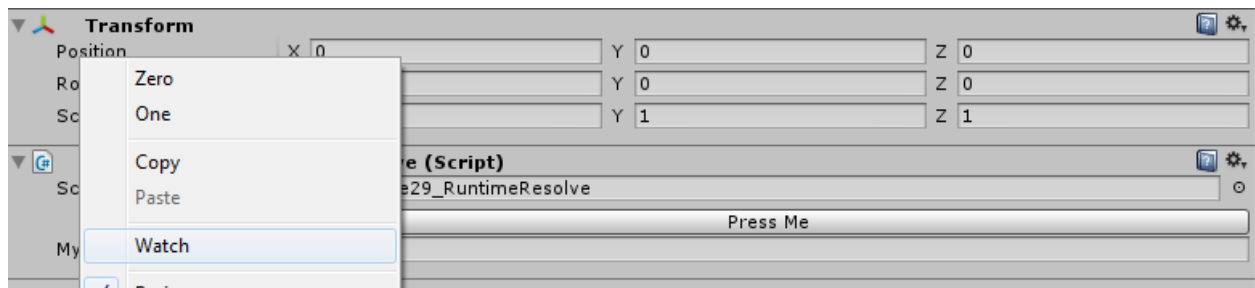 Transform
Position X 0 Y 0 Z 0
Zero
Ro Y 0 Z 0
One
Sc Y 1 Z 1
Copy
e (Script)
Paste
Sc e29_RuntimeResolve
Press Me
Watch
My